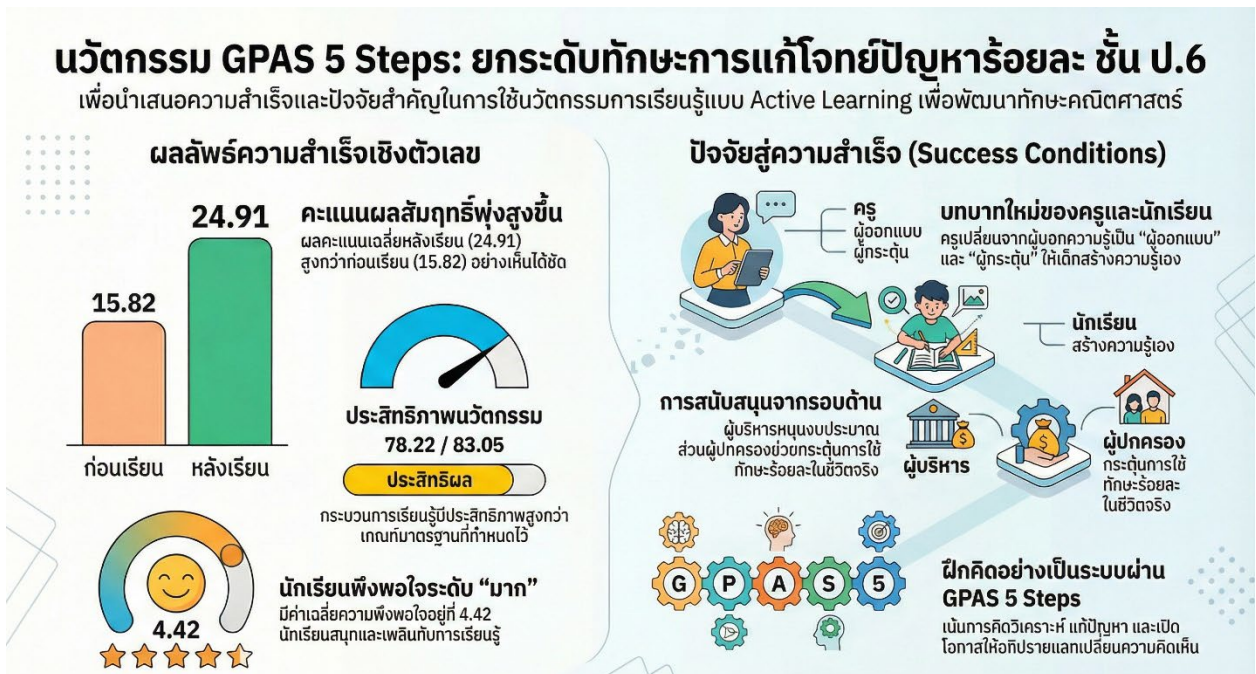 นวัตกรรม GPAS 5 Steps: ยกระดับทักษะการแก้โจทย์ปัญหาร้อยละ ชั้น ป.6
เพื่อนำเสนอความสำเร็จและปัจจัยสำคัญในการใช้นวัตกรรมการเรียนรู้แบบ Active Learning เพื่อพัฒนาทักษะคณิตศาสตร์
ผลลัพธ์ความสำเร็จเชิงตัวเลข
15.82
24.91
ก่อนเรียน
หลังเรียน
คะแนนผลสัมฤทธิ์พุ่งสูงขึ้น
ผลคะแนนเฉลี่ยหลังเรียน (24.91)
สูงกว่าก่อนเรียน (15.82) อย่างเห็นได้ชัด
ประสิทธิภาพนวัตกรรม
78.22 / 83.05
ประสิทธิผล
กระบวนการเรียนรู้มีประสิทธิภาพสูงกว่า
เกณฑ์มาตรฐานที่กำหนดไว้
4.42
นักเรียนพึงพอใจระดับ “มาก”
มีค่าเฉลี่ยความพึงพอใจอยู่ที่ 4.42
นักเรียนสนุกและเพลินกับการเรียนรู้
ปัจจัยสู่ความสำเร็จ (Success Conditions)
ครู
ผู้ออกแบบ
ผู้กระตุ้น
บทบาทใหม่ของครูและนักเรียน
ครูเปลี่ยนจากผู้บอกความรู้เป็น “ผู้ออกแบบ”
และ “ผู้กระตุ้น” ให้เด็กสร้างความรู้เอง
นักเรียน
สร้างความรู้เอง
การสนับสนุนจากรอบด้าน
ผู้บริหารหนุนงบประมาณ
ส่วนผู้ปกครองช่วยกระตุ้นการใช้
ทักษะร้อยละในชีวิตจริง
ผู้บริหาร
ผู้ปกครอง
กระตุ้นการใช้
ทักษะร้อยละ
ในชีวิตจริง
G P A S 5
ฝึกคิดอย่างเป็นระบบผ่าน
GPAS 5 Steps
เน้นการคิดวิเคราะห์ แก้ปัญหา และเปิด
โอกาสให้อภิปรายแลกเปลี่ยนความคิดเห็น